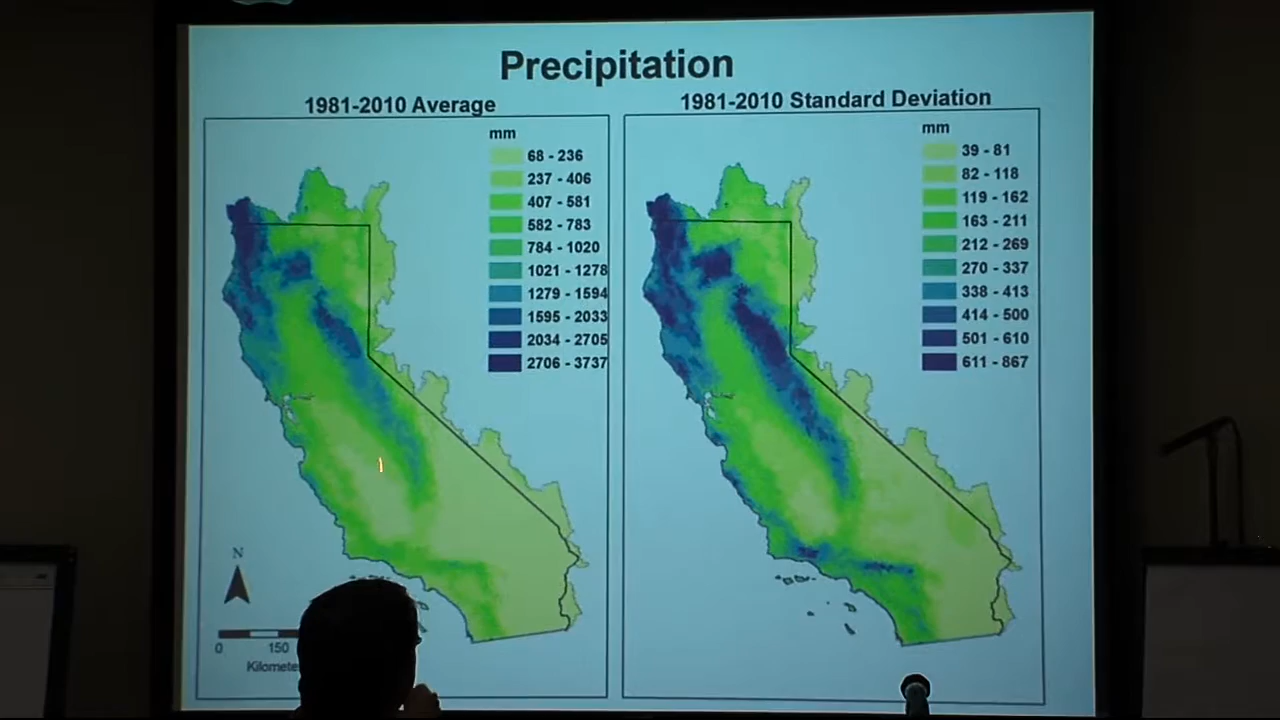 Precipitation
1981-2010 Average
mm
68 - 236
237 - 406
407 - 581
582 - 783
784 - 1020
1021 - 1278
1279 - 1594
1595 - 2033
2034 - 2705
2706 - 3737
N
0 150
Kilomete
1981-2010 Standard Deviation
mm
39 - 81
82 - 118
119 - 162
163 - 211
212 - 269
270 - 337
338 - 413
414 - 500
501 - 610
611 - 867